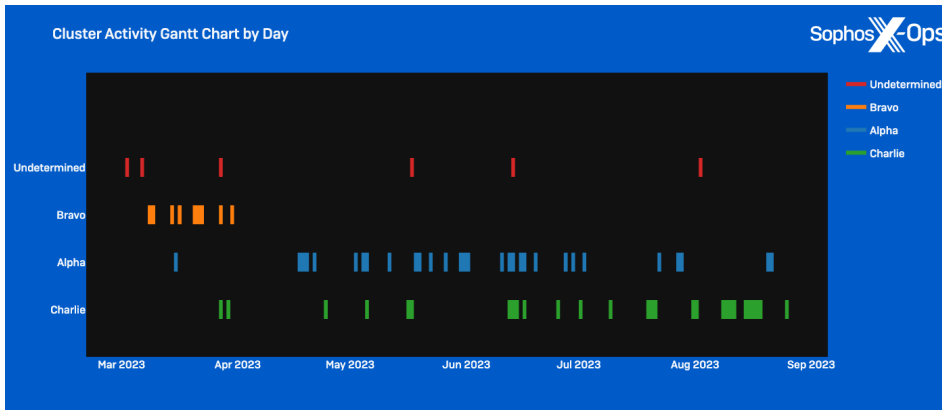 Cluster Activity Gantt Chart by Day
Sophos X-Ops
Undetermined
Bravo
Alpha
Charlie
Undetermined
Bravo
Alpha
Charlie
Mar 2023 Apr 2023 May 2023 Jun 2023 Jul 2023 Aug 2023 Sep 2023